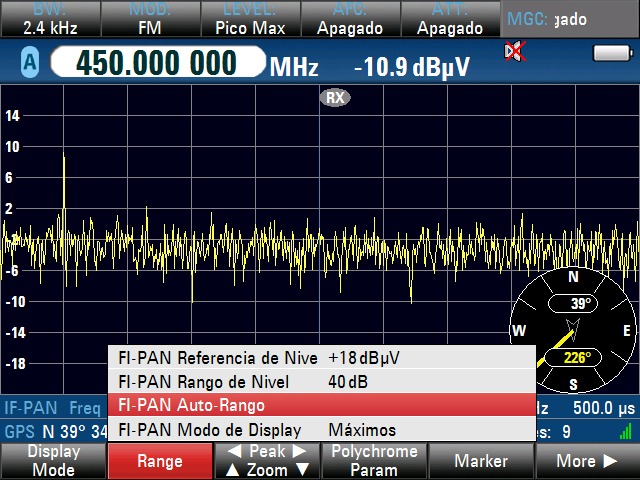 BW: MOD: LEVEL: AFC: ATT: MGC: gado
2.4 kHz FM Pico Max Apagado Apagado
A 450.000 000 MHz -10.9 dBµV
RX
14
10
6
2
-2
-6
-10
-14
-18
N
39°
W E
226°
S
FI-PAN Referencia de Nive +18 dBµV
FI-PAN Rango de Nivel 40 dB
FI-PAN Auto-Rango
FI-PAN Modo de Display Máximos
IF-PAN Freq Hz 500.0 µs
GPS N 39° 34 es: 9
Display Mode
Range
◀ Peak ▶
▲ Zoom ▼
Polychrome Param
Marker
More ▶